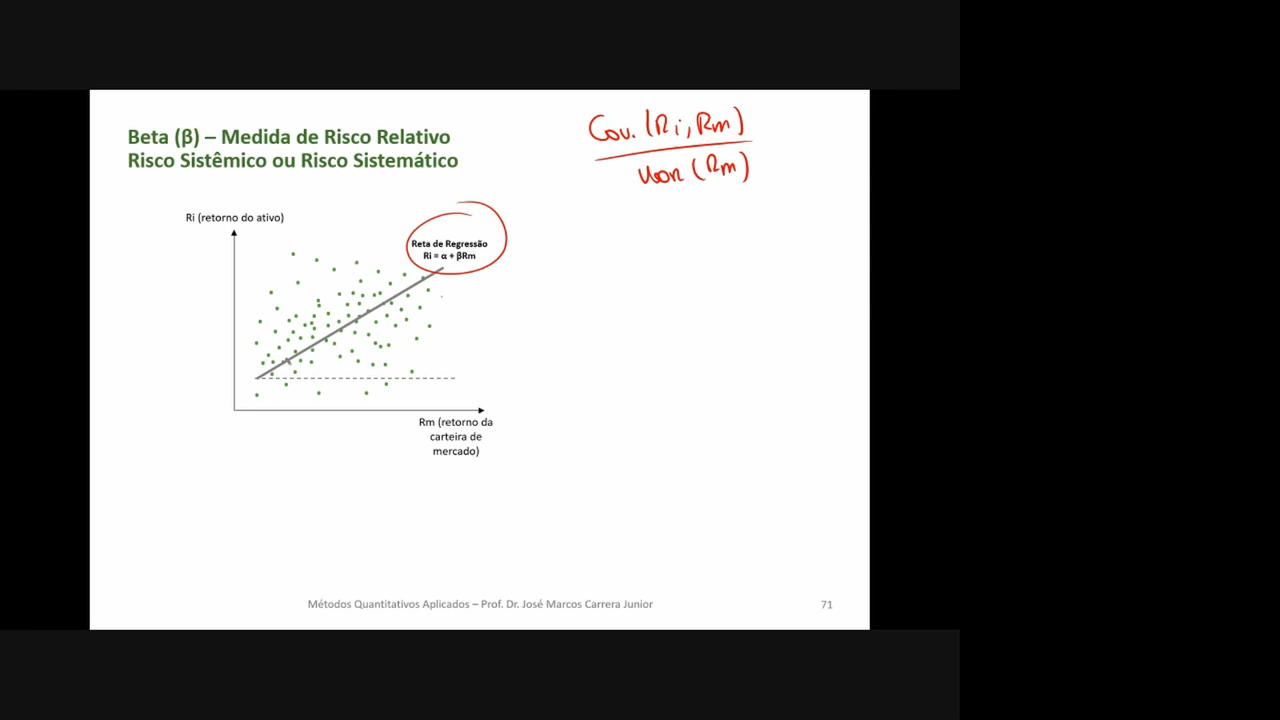 Beta (β) – Medida de Risco Relativo
Risco Sistêmico ou Risco Sistemático
Cov. (Ri, Rm)
Var (Rm)
Ri (retorno do ativo)
Reta de Regressão
Ri = α + βRm
Rm (retorno da
carteira de
mercado)
Métodos Quantitativos Aplicados – Prof. Dr. José Marcos Carrera Junior
71